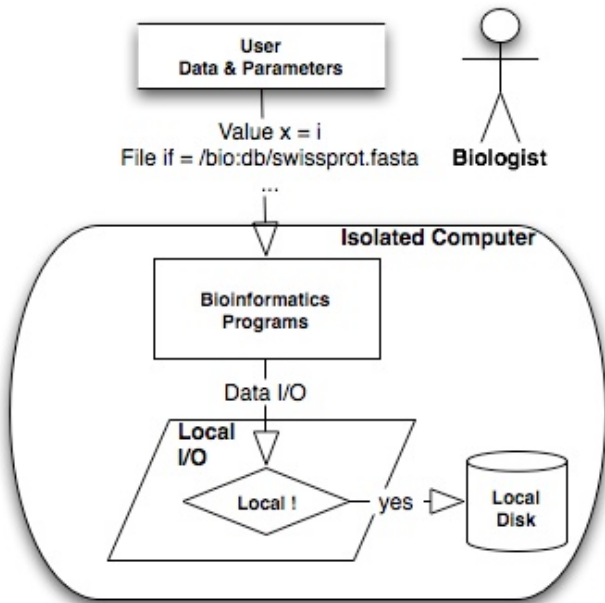 User
Data & Parameters
Value x = i
File if = /bio:db/swissprot.fasta
...
Biologist
Isolated Computer
Bioinformatics
Programs
Data I/O
Local
I/O
Local !
yes
Local
Disk